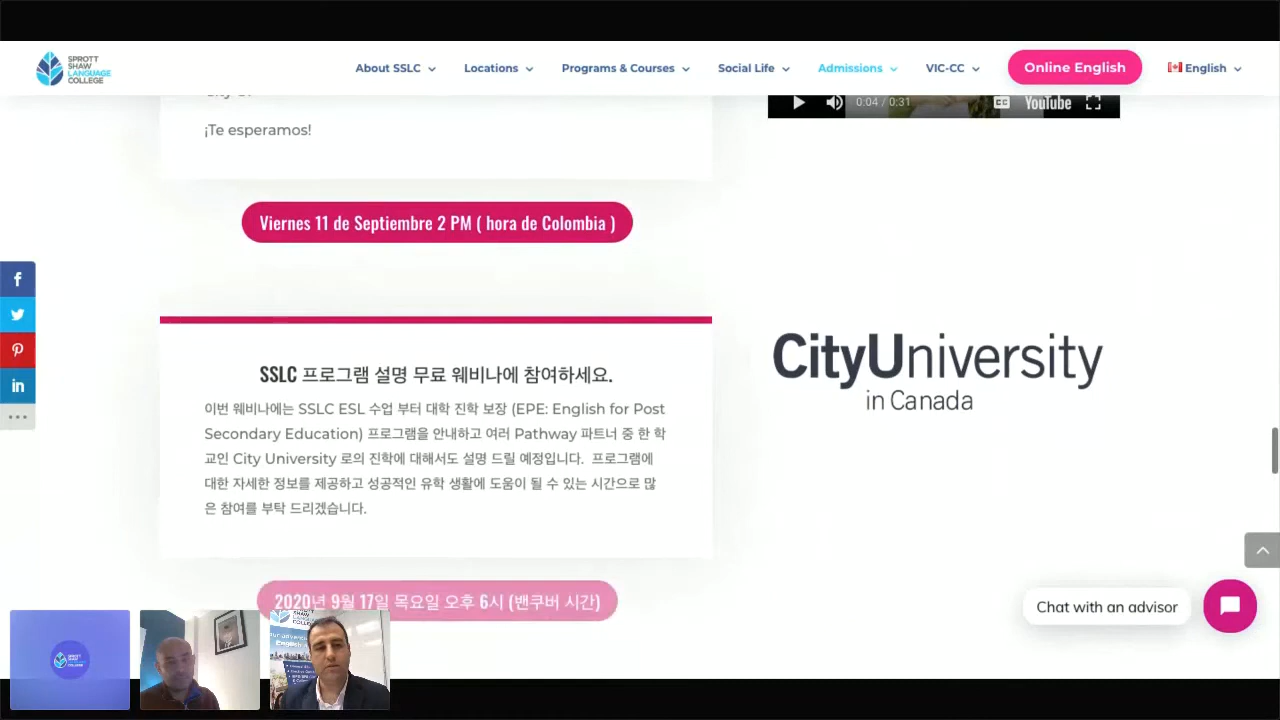 SPROTT
SHAW
LANGUAGE
COLLEGE
About SSLC
Locations
Programs & Courses
Social Life
Admissions
VIC-CC
Online English
English
0:04 / 0:31
CC
YouTube
¡Te esperamos!
Viernes 11 de Septiembre 2 PM ( hora de Colombia )
SSLC 프로그램 설명 무료 웨비나에 참여하세요.
이번 웨비나에는 SSLC ESL 수업 부터 대학 진학 보장 (EPE: English for Post
Secondary Education) 프로그램을 안내하고 여러 Pathway 파트너 중 한 학
교인 City University 로의 진학에 대해서도 설명 드릴 예정입니다. 프로그램에
대한 자세한 정보를 제공하고 성공적인 유학 생활에 도움이 될 수 있는 시간으로 많
은 참여를 부탁 드리겠습니다.
2020년 9월 17일 목요일 오후 6시 (밴쿠버 시간)
CityUniversity
in Canada
Chat with an advisor
SPROTT
SHAW
LANGUAGE
COLLEGE